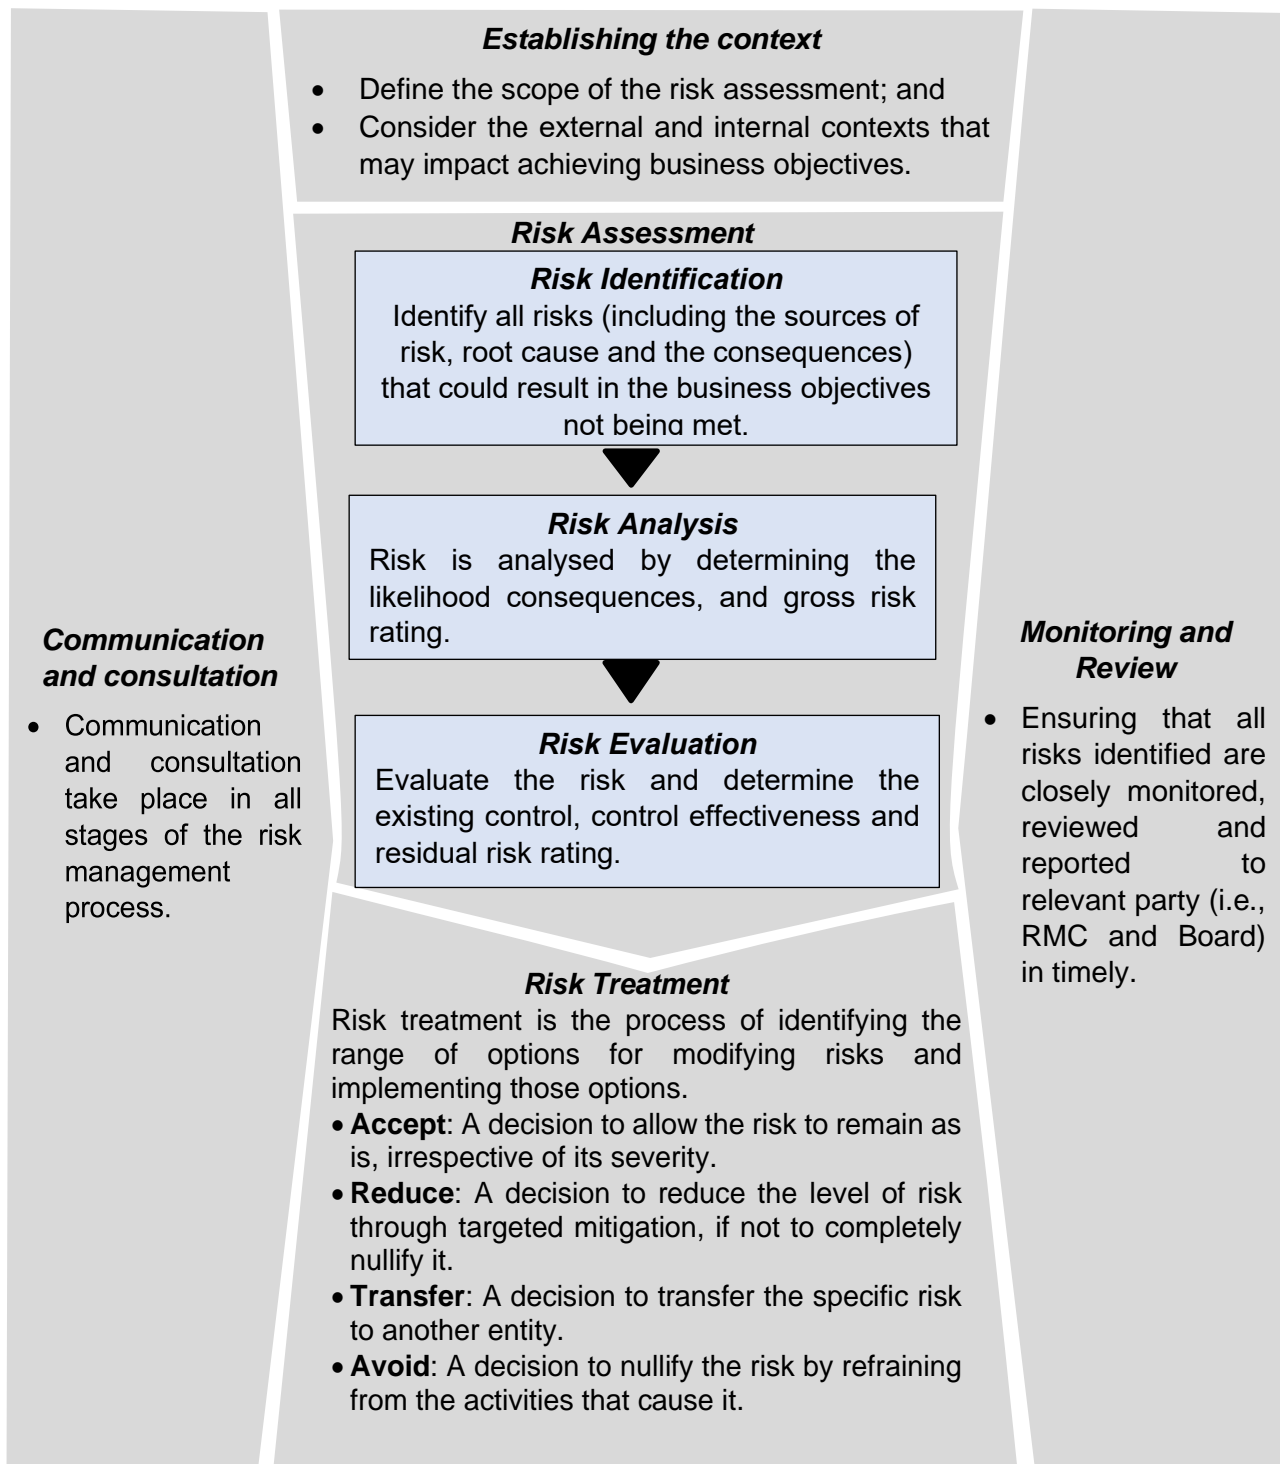 Establishing the context
• Define the scope of the risk assessment; and
• Consider the external and internal contexts that
may impact achieving business objectives.
Risk Assessment
Risk Identification
Identify all risks (including the sources of
risk, root cause and the consequences)
that could result in the business objectives
not being met.
Risk Analysis
Risk is analysed by determining the
likelihood consequences, and gross risk
rating.
Risk Evaluation
Evaluate the risk and determine the
existing control, control effectiveness and
residual risk rating.
Communication
and consultation
• Communication
and consultation
take place in all
stages of the risk
management
process.
Monitoring and
Review
• Ensuring that all
risks identified are
closely monitored,
reviewed and
reported to
relevant party (i.e.,
RMC and Board)
in timely.
Risk Treatment
Risk treatment is the process of identifying the
range of options for modifying risks and
implementing those options.
• Accept: A decision to allow the risk to remain as
is, irrespective of its severity.
• Reduce: A decision to reduce the level of risk
through targeted mitigation, if not to completely
nullify it.
• Transfer: A decision to transfer the specific risk
to another entity.
• Avoid: A decision to nullify the risk by refraining
from the activities that cause it.